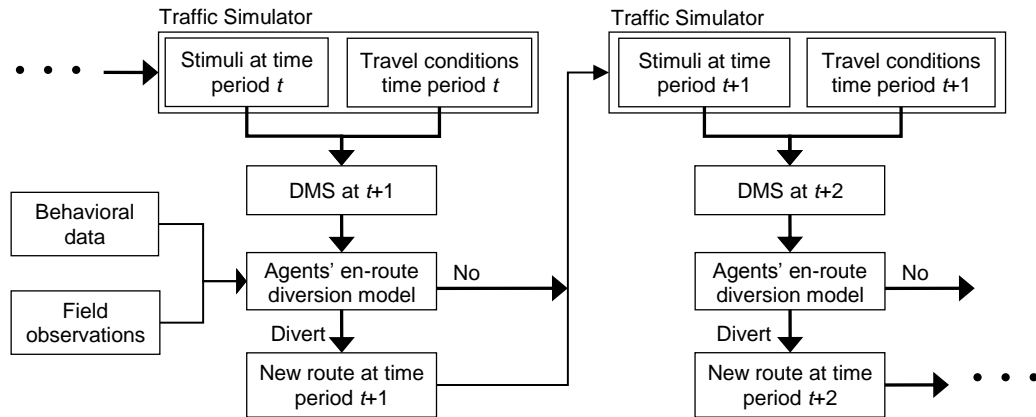 Traffic Simulator
Stimuli at time
period t
Travel conditions
time period t
DMS at t+1
Behavioral
data
Field
observations
Agents' en-route
diversion model
No
Divert
New route at time
period t+1
Traffic Simulator
Stimuli at time
period t+1
Travel conditions
time period t+1
DMS at t+2
Agents' en-route
diversion model
No
Divert
New route at time
period t+2